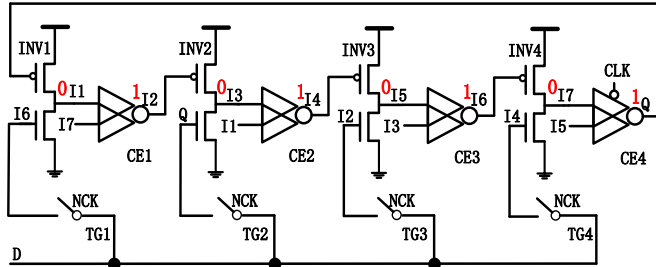 INV1 INV2 INV3 INV4
CLK
0 I1 1 I2 0 I3 1 I4 0 I5 1 I6 0 I7 1 Q
I6 I7 Q I1 I2 I3 I4 I5
CE1 CE2 CE3 CE4
NCK NCK NCK NCK
TG1 TG2 TG3 TG4
D